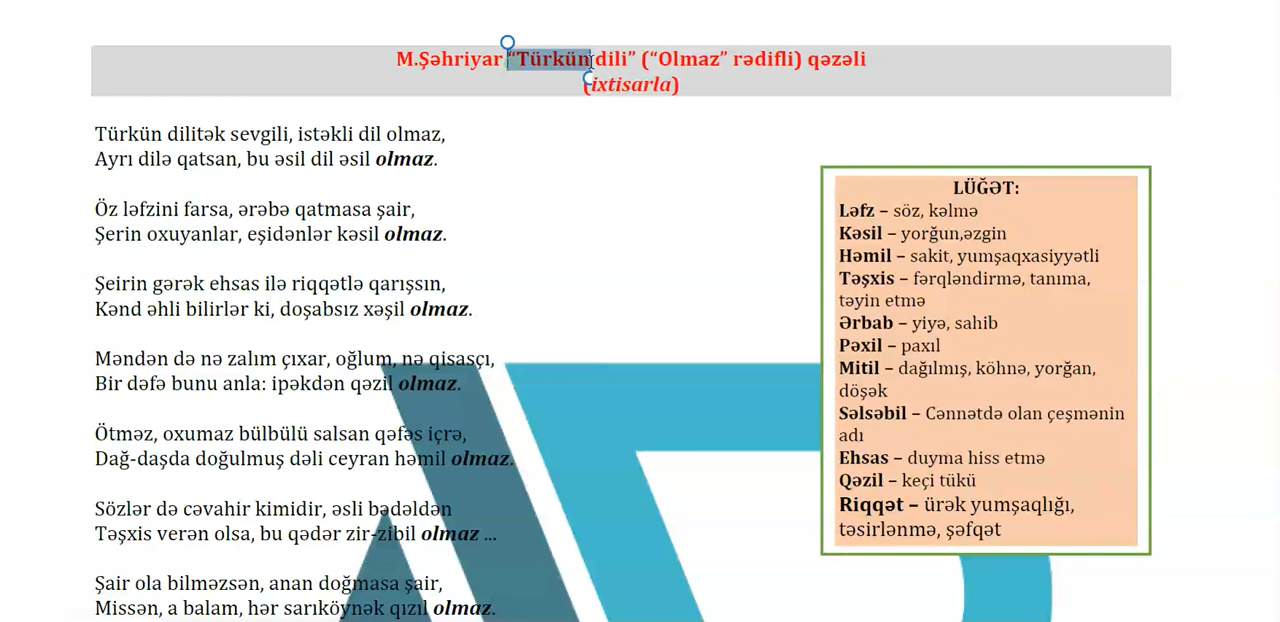 M.Şəhriyar “Türkün dili” (“Olmaz” rədifli) qəzəli
(ixtisarla)
Türkün dilitək sevgili, istəkli dil olmaz,
Ayrı dilə qatsan, bu əsil dil əsil olmaz.
Öz ləfzini farsa, ərəbə qatmasa şair,
Şerin oxuyanlar, eşidənlər kəsil olmaz.
Şeirin gərək ehsas ilə riqqətlə qarışsın,
Kənd əhli bilirlər ki, doşabsız xəşil olmaz.
Məndən də nə zalım çıxar, oğlum, nə qisasçı,
Bir dəfə bunu anla: ipəkdən qəzil olmaz.
Ötməz, oxumaz bülbülü salsan qəfəs içrə,
Dağ-daşda doğulmuş dəli ceyran həmil olmaz.
Sözlər də cəvahir kimidir, əsli bədəldən
Təşxis verən olsa, bu qədər zir-zibil olmaz ...
Şair ola bilməzsən, anan doğmasa şair,
Missən, a balam, hər sarıköynək qızıl olmaz.
LÜĞƏT:
Ləfz – söz, kəlmə
Kəsil – yorğun,əzgin
Həmil – sakit, yumşaqxasiyyətli
Təşxis – fərqləndirmə, tanıma,
təyin etmə
Ərbab – yiyə, sahib
Pəxil – paxıl
Mitil – dağılmış, köhnə, yorğan,
döşək
Səlsəbil – Cənnətdə olan çeşmənin
adı
Ehsas – duyma hiss etmə
Qəzil – keçi tükü
Riqqət – ürək yumşaqlığı,
təsirlənmə, şəfqət